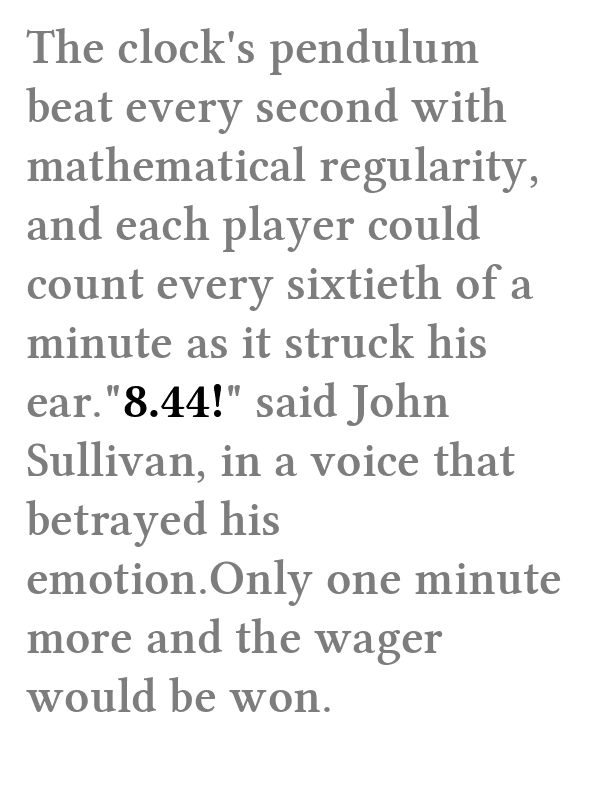 The clock's pendulum
beat every second with
mathematical regularity,
and each player could
count every sixtieth of a
minute as it struck his
ear."8.44!" said John
Sullivan, in a voice that
betrayed his
emotion.Only one minute
more and the wager
would be won.